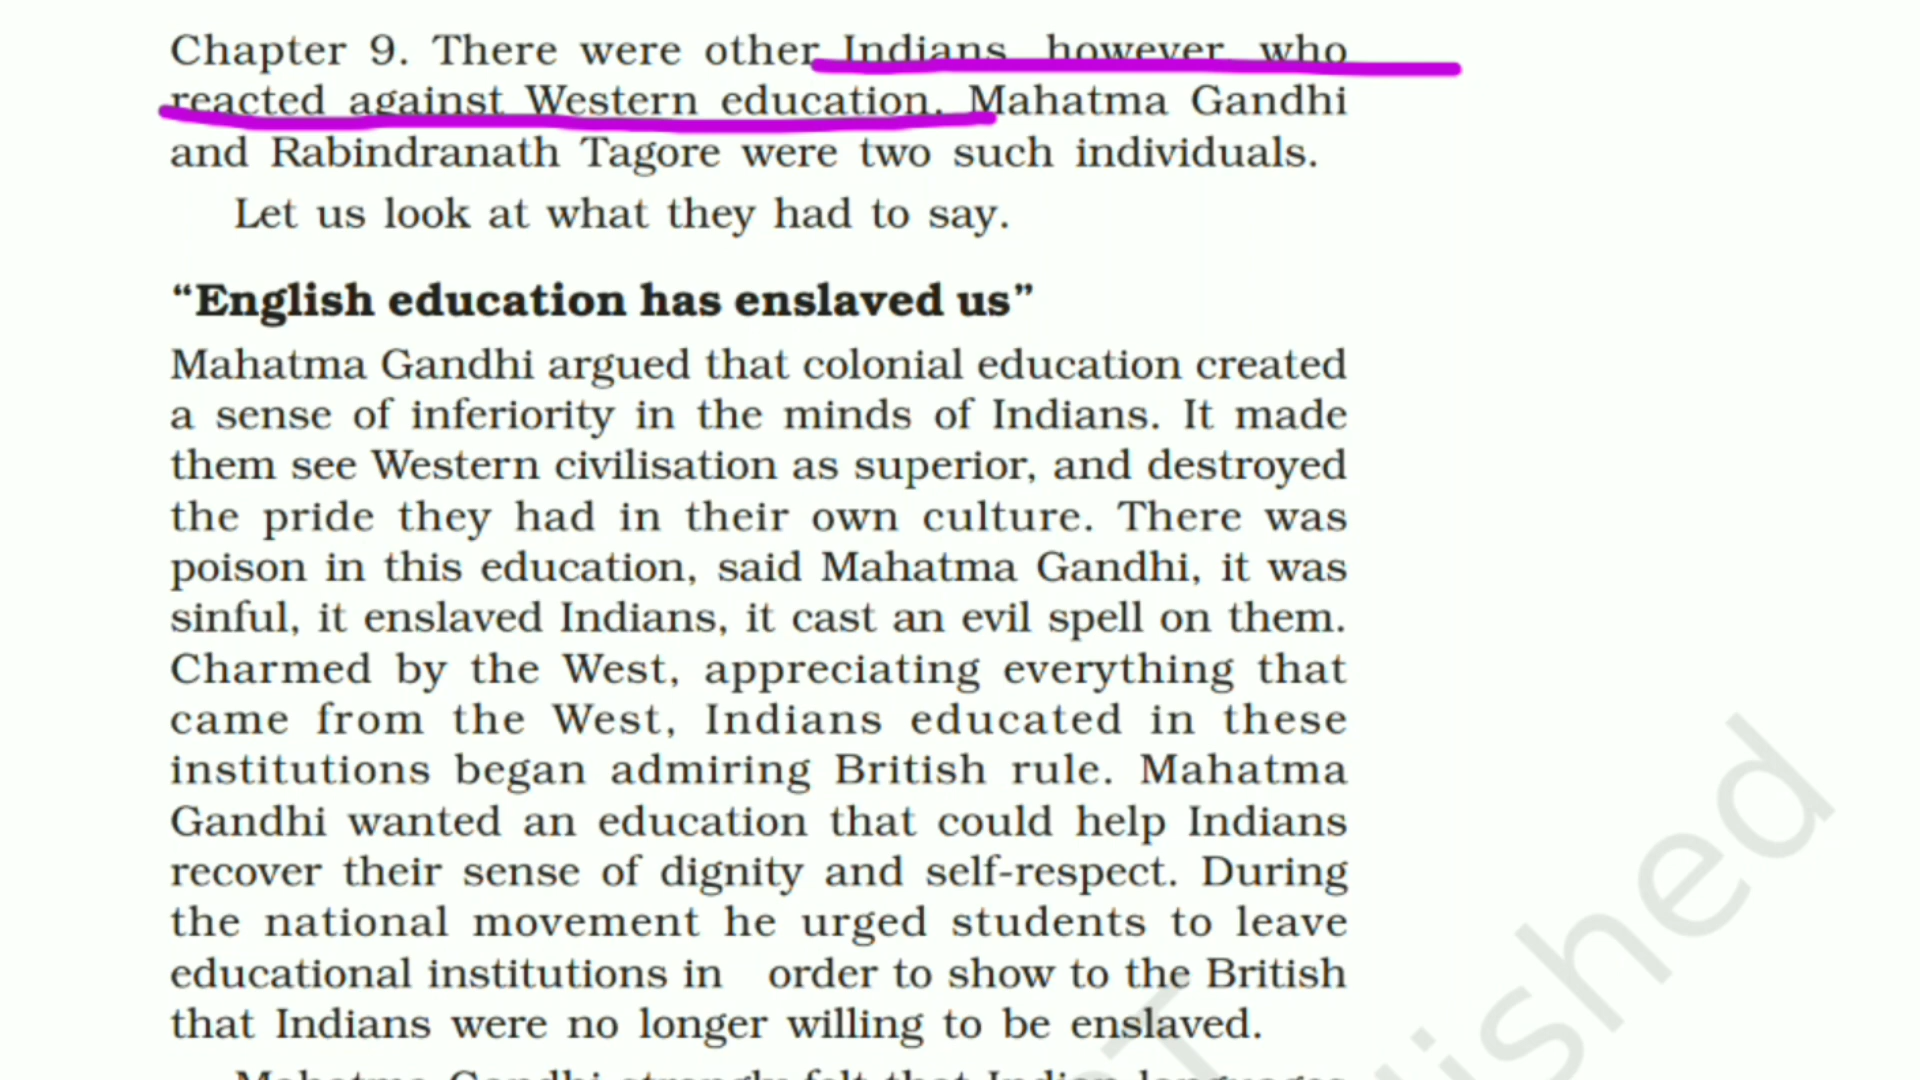 Chapter 9. There were other Indians however who
reacted against Western education. Mahatma Gandhi
and Rabindranath Tagore were two such individuals.
Let us look at what they had to say.
“English education has enslaved us”
Mahatma Gandhi argued that colonial education created
a sense of inferiority in the minds of Indians. It made
them see Western civilisation as superior, and destroyed
the pride they had in their own culture. There was
poison in this education, said Mahatma Gandhi, it was
sinful, it enslaved Indians, it cast an evil spell on them.
Charmed by the West, appreciating everything that
came from the West, Indians educated in these
institutions began admiring British rule. Mahatma
Gandhi wanted an education that could help Indians
recover their sense of dignity and self-respect. During
the national movement he urged students to leave
educational institutions in order to show to the British
that Indians were no longer willing to be enslaved.
Mahatma Gandhi strongly felt that Indian languages
T
ished